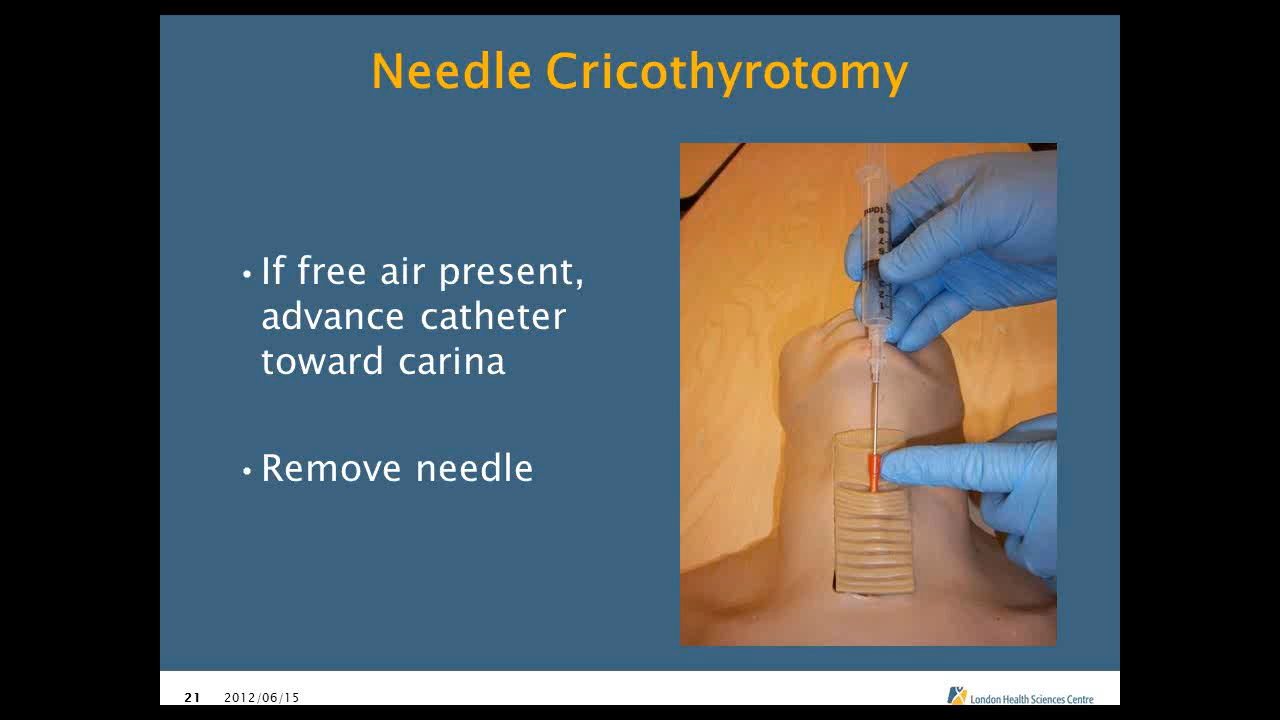 Needle Cricothyrotomy
• If free air present,
advance catheter
toward carina
• Remove needle
21 2012/06/15
London Health Sciences Centre